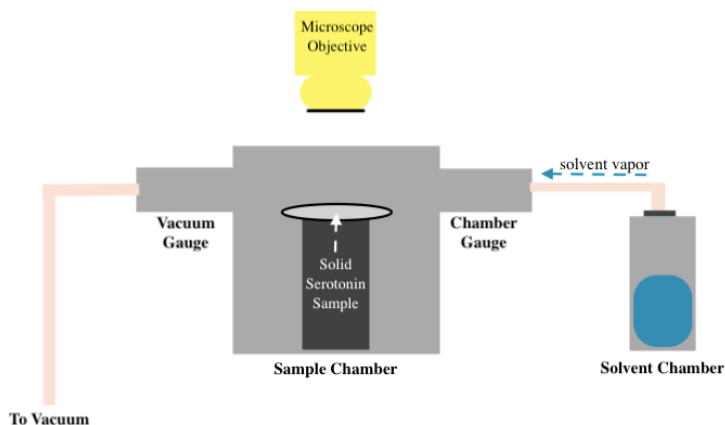 Microscope
Objective
solvent vapor
Vacuum
Gauge
Chamber
Gauge
Solid
Serotonin
Sample
Sample Chamber
Solvent Chamber
To Vacuum